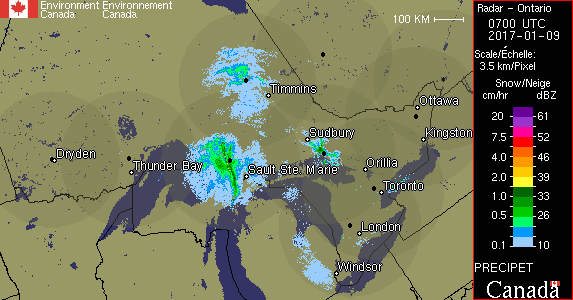 Environment Environnement
Canada Canada
100 KM
Timmins
Ottawa
Sudbury
Kingston
Dryden
Thunder Bay
Sault Ste. Marie
Orillia
Toronto
London
Windsor
Radar - Ontario
0700 UTC
2017-01-09
Scale/Échelle:
3.5 km/Pixel
Snow/Neige
cm/hr dBZ
20 61
7.5 52
4.0 46
2.0 39
1.0 33
0.5 26
0.1 10
PRECIPET
Canada